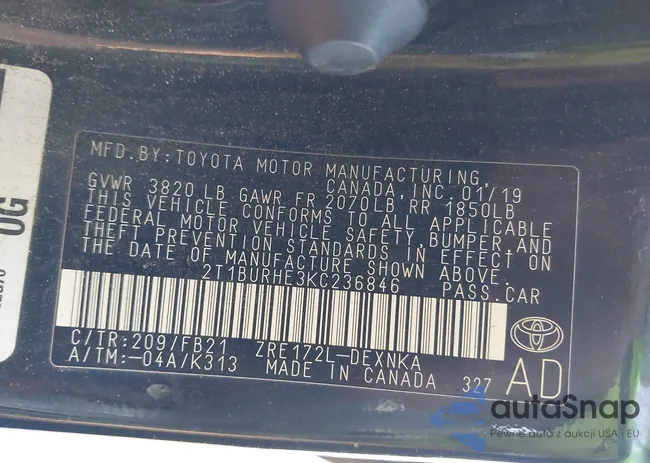 MFD. BY: TOYOTA MOTOR MANUFACTURING
CANADA, INC. 01/19
GVWR 3820 LB GAWR FR 2070LB, RR 1850LB
THIS VEHICLE CONFORMS TO ALL APPLICABLE
FEDERAL MOTOR VEHICLE SAFETY, BUMPER, AND
THEFT PREVENTION STANDARDS IN EFFECT ON
THE DATE OF MANUFACTURE SHOWN ABOVE.
2T1BURHE3KC236846 PASS. CAR
C/TR: 209/FB21 ZRE172L-DEXNKA
A/TM: -04A/K313 MADE IN CANADA 327
AD
OG
autaSnap
Pewne auta z aukcji USA i EU